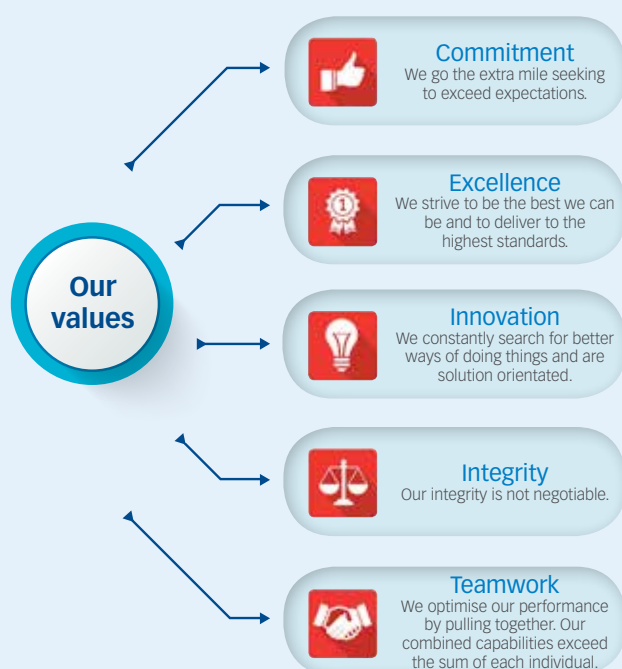 Our
values
Commitment
We go the extra mile seeking
to exceed expectations.
Excellence
We strive to be the best we can
be and to deliver to the
highest standards.
1
Innovation
We constantly search for better
ways of doing things and are
solution orientated.
Integrity
Our integrity is not negotiable.
Teamwork
We optimise our performance
by pulling together. Our
combined capabilities exceed
the sum of each individual.